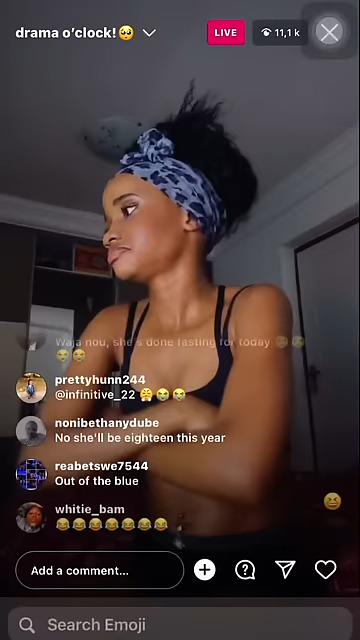 drama o'clock!🥺
LIVE
11,1 k
Waja nou, she's done fasting for today 😭😭
😭😭
prettyhunn244
@infinitive_22 😤😭😭
nonibethanydube
No she'll be eighteen this year
reabetswe7544
Out of the blue
whitie_bam
😂😂😂😂😂😂😂
Add a comment...
Search Emoji